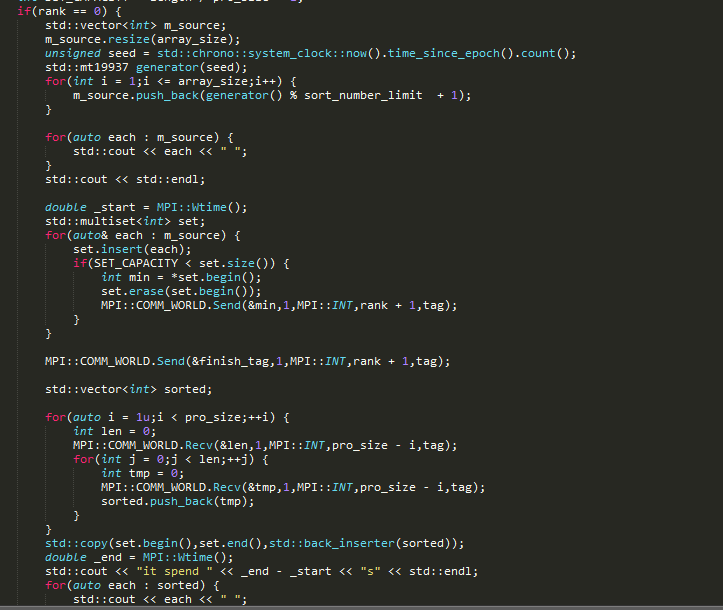 if(rank == 0) {
std::vector<int> m_source;
m_source.resize(array_size);
unsigned seed = std::chrono::system_clock::now().time_since_epoch().count();
std::mt19937 generator(seed);
for(int i = 1;i <= array_size;i++) {
m_source.push_back(generator() % sort_number_limit  + 1);
}
for(auto each : m_source) {
std::cout << each << " ";
}
std::cout << std::endl;
double _start = MPI::Wtime();
std::multiset<int> set;
for(auto& each : m_source) {
set.insert(each);
if(SET_CAPACITY < set.size()) {
int min = *set.begin();
set.erase(set.begin());
MPI::COMM_WORLD.Send(&min,1,MPI::INT,rank + 1,tag);
}
}
MPI::COMM_WORLD.Send(&finish_tag,1,MPI::INT,rank + 1,tag);
std::vector<int> sorted;
for(auto i = 1u;i < pro_size;++i) {
int len = 0;
MPI::COMM_WORLD.Recv(&len,1,MPI::INT,pro_size - i,tag);
for(int j = 0;j < len;++j) {
int tmp = 0;
MPI::COMM_WORLD.Recv(&tmp,1,MPI::INT,pro_size - i,tag);
sorted.push_back(tmp);
}
}
std::copy(set.begin(),set.end(),std::back_inserter(sorted));
double _end = MPI::Wtime();
std::cout << "it spend " << _end - _start << "s" << std::endl;
for(auto each : sorted) {
std::cout << each << " ";